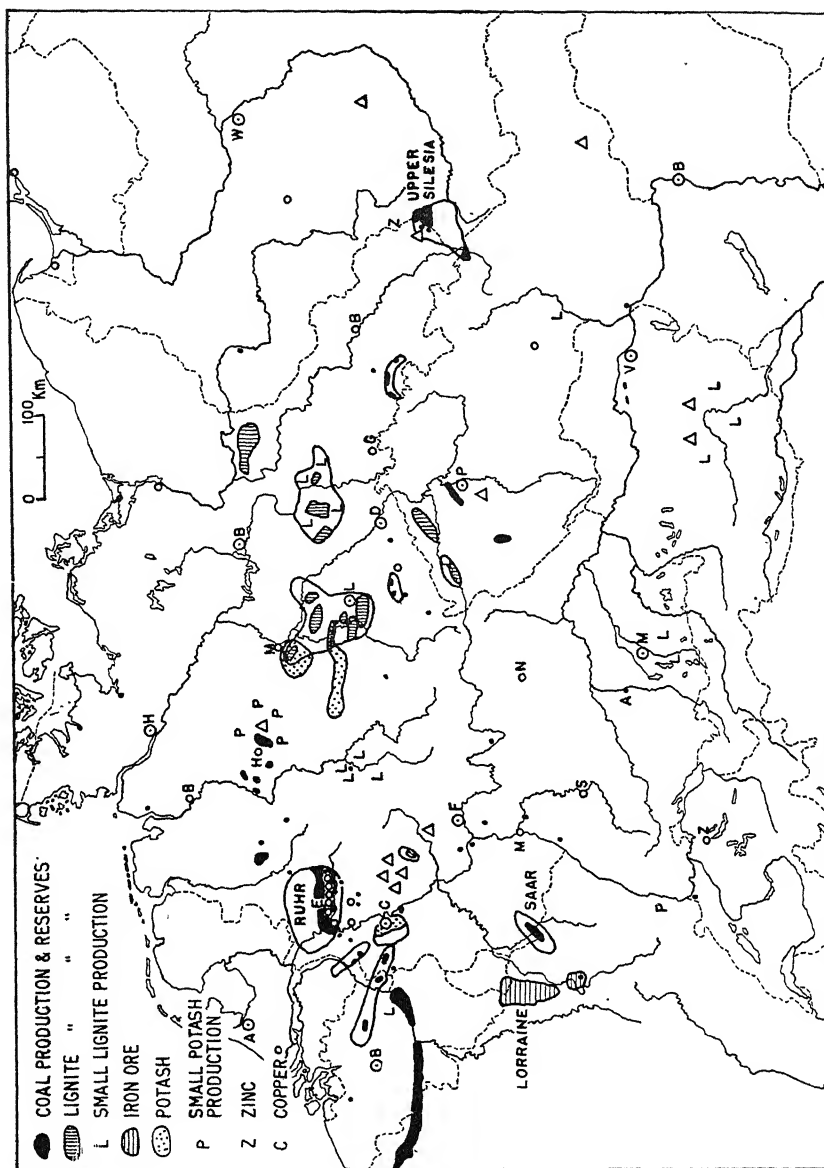 COAL PRODUCTION & RESERVES
LIGNITE " "
L SMALL LIGNITE PRODUCTION
IRON ORE
POTASH
P SMALL POTASH
PRODUCTION
Z ZINC
C COPPER
0 100
Km
H
B
A
RUHR
E
C
B
L
LORRAINE
SAAR
F
M
S
Z
P
Ho
P
P
P
P
L
L
L
L
M
L
B
D
L
L
L
L
G
B
P
N
A
M
L
V
L
L
L
L
L
W
Z
UPPER
SILESIA
B